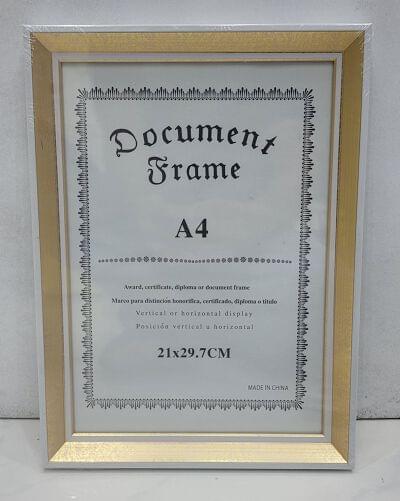 Document
Frame
A4
Award, certificate, diploma or document frame
Marco para distincion honorifica, certificado, diploma o titulo
Vertical or horizontal display
Posición vertical u horizontal
21x29.7CM
MADE IN CHINA